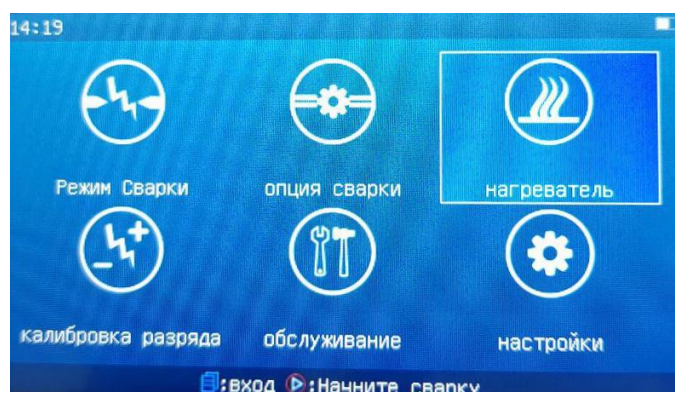 14:19
Режим Сварки
опция сварки
нагреватель
калибровка разряда
обслуживание
настройки
:вход :Начните сварку